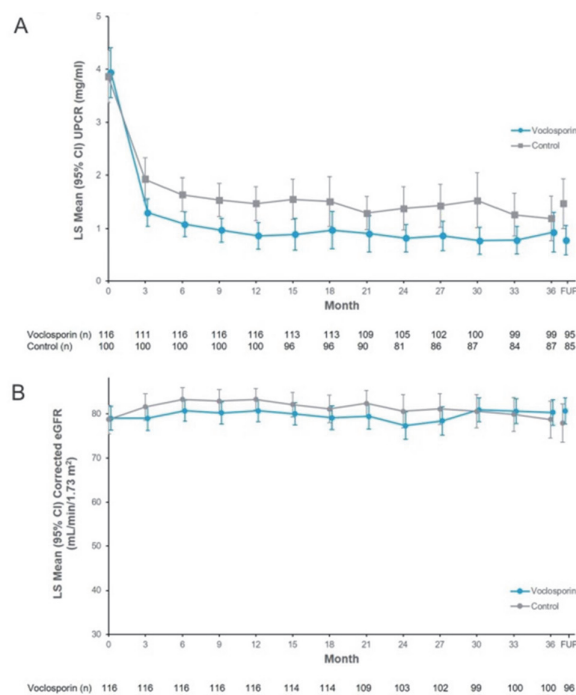 A
LS Mean (95% CI) UPCR (mg/ml)
5
4
3
2
1
0
Voclosporin
Control
0 3 6 9 12 15 18 21 24 27 30 33 36 FUP
Month
Voclosporin (n) 116 111 116 116 116 113 113 109 105 102 100 99 99 95
Control (n) 100 100 100 100 100 96 96 90 81 86 87 84 87 85
B
LS Mean (95% CI) Corrected eGFR
(mL/min/1.73 m²)
80
70
60
50
40
30
Voclosporin
Control
0 3 6 9 12 15 18 21 24 27 30 33 36 FUP
Month
Voclosporin (n) 116 116 116 116 116 114 114 109 103 102 99 100 100 96